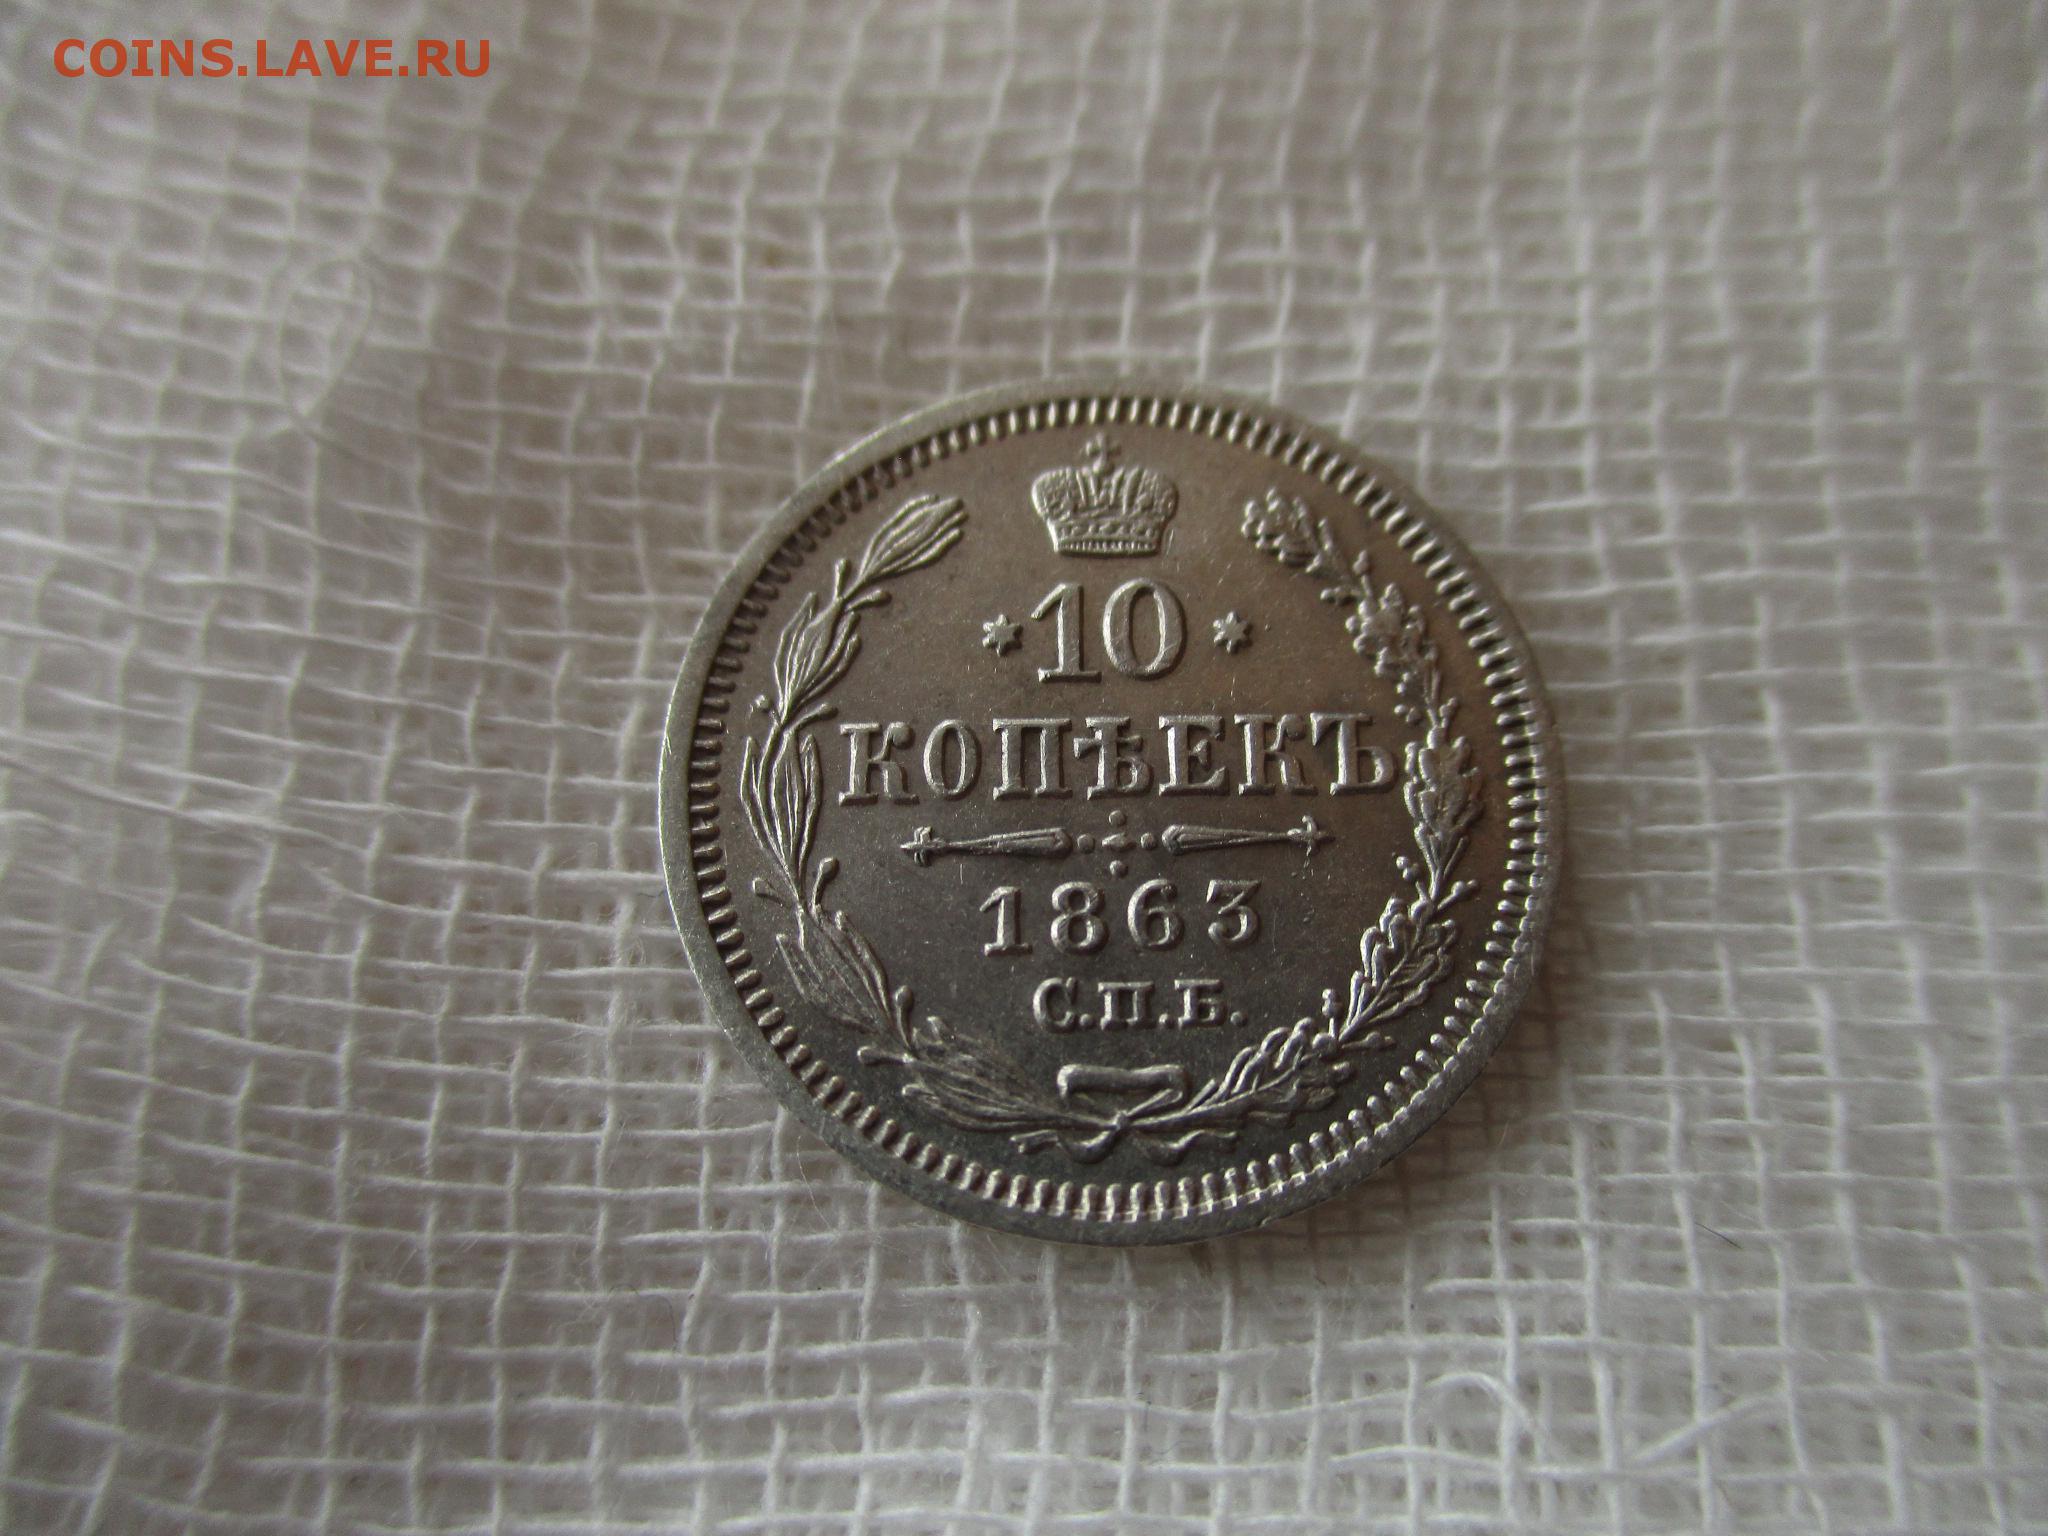 COINS.LAVE.RU
*10*
КОПѢЕКЪ
1863
С.П.Б.